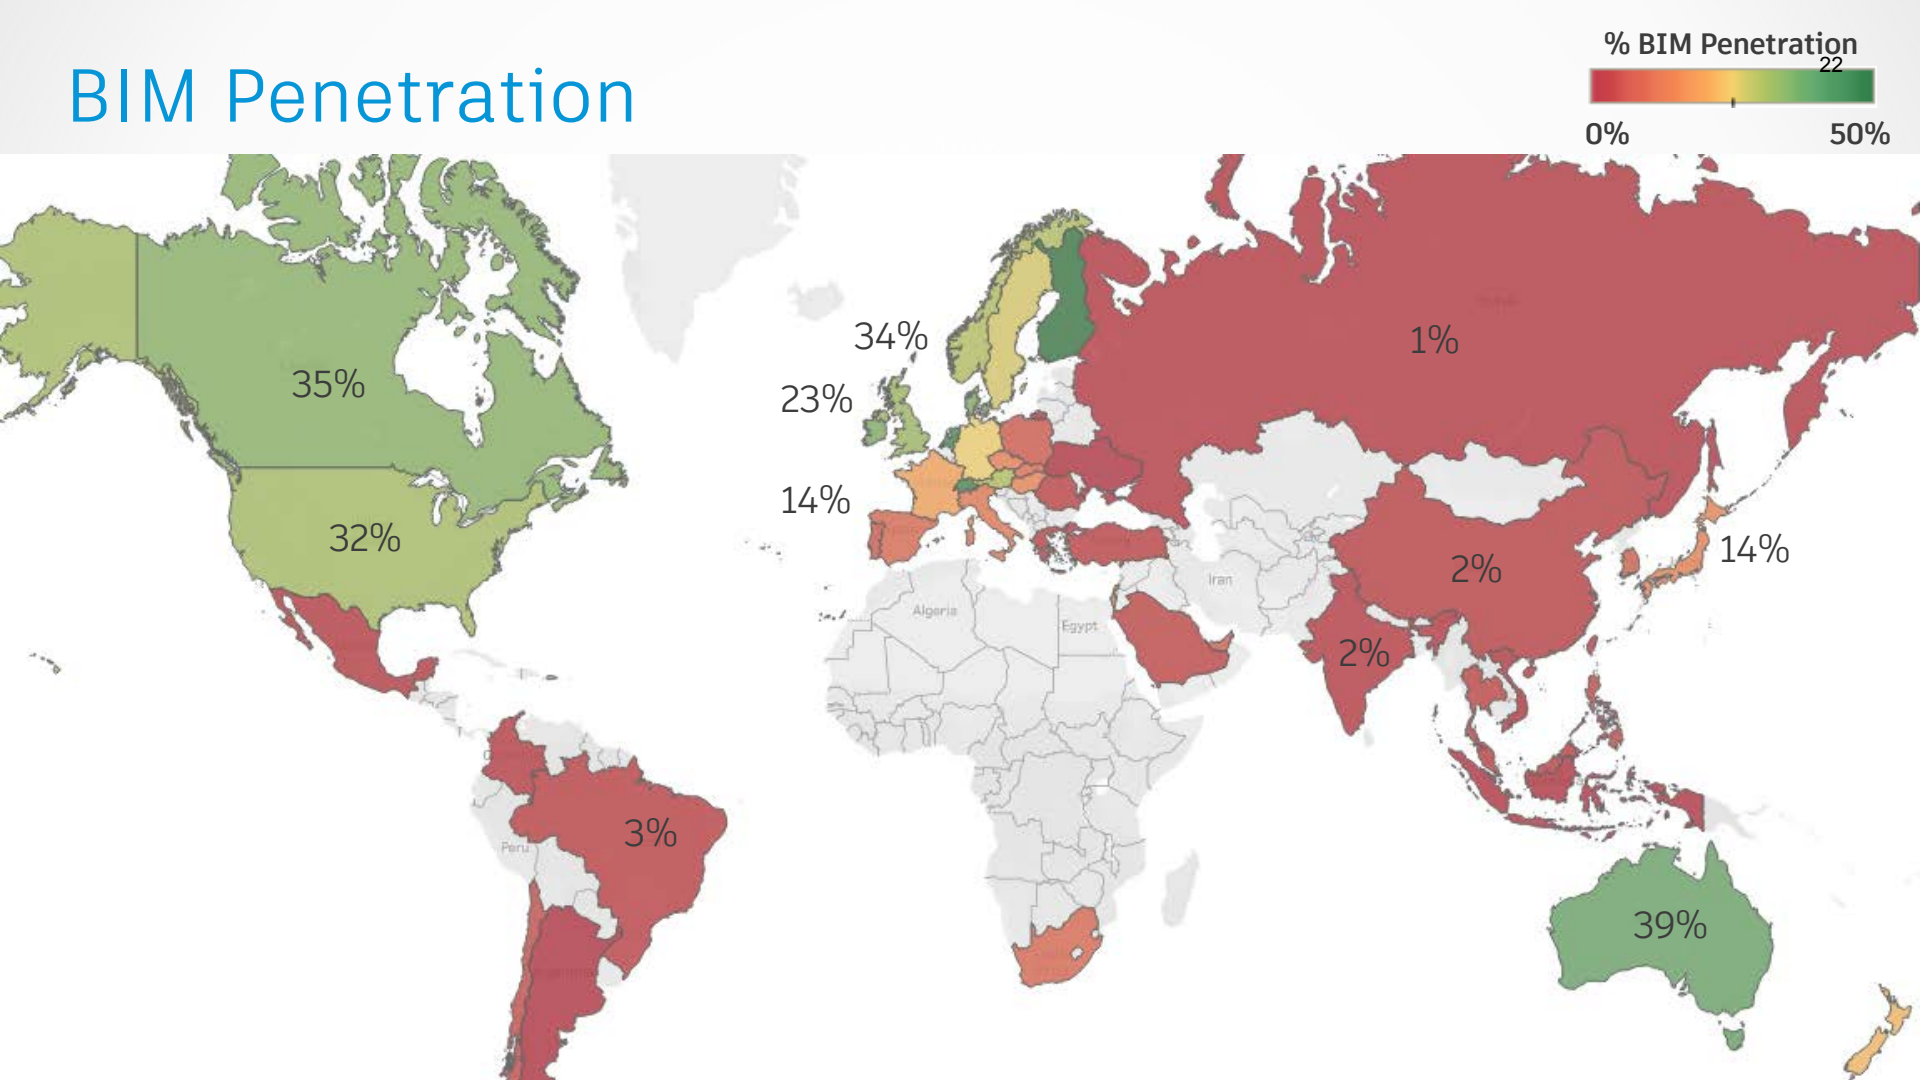 BIM Penetration
% BIM Penetration
22
0%
50%
34%
1%
35%
23%
14%
32%
14%
2%
Iran
Algeria
Egypt
2%
3%
Peru
39%